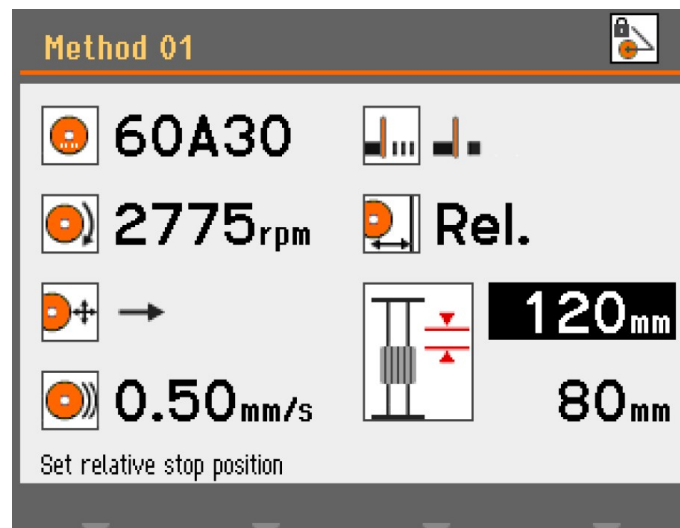 Method 01
60A30
2775rpm
Rel.
120mm
0.50mm/s
80mm
Set relative stop position